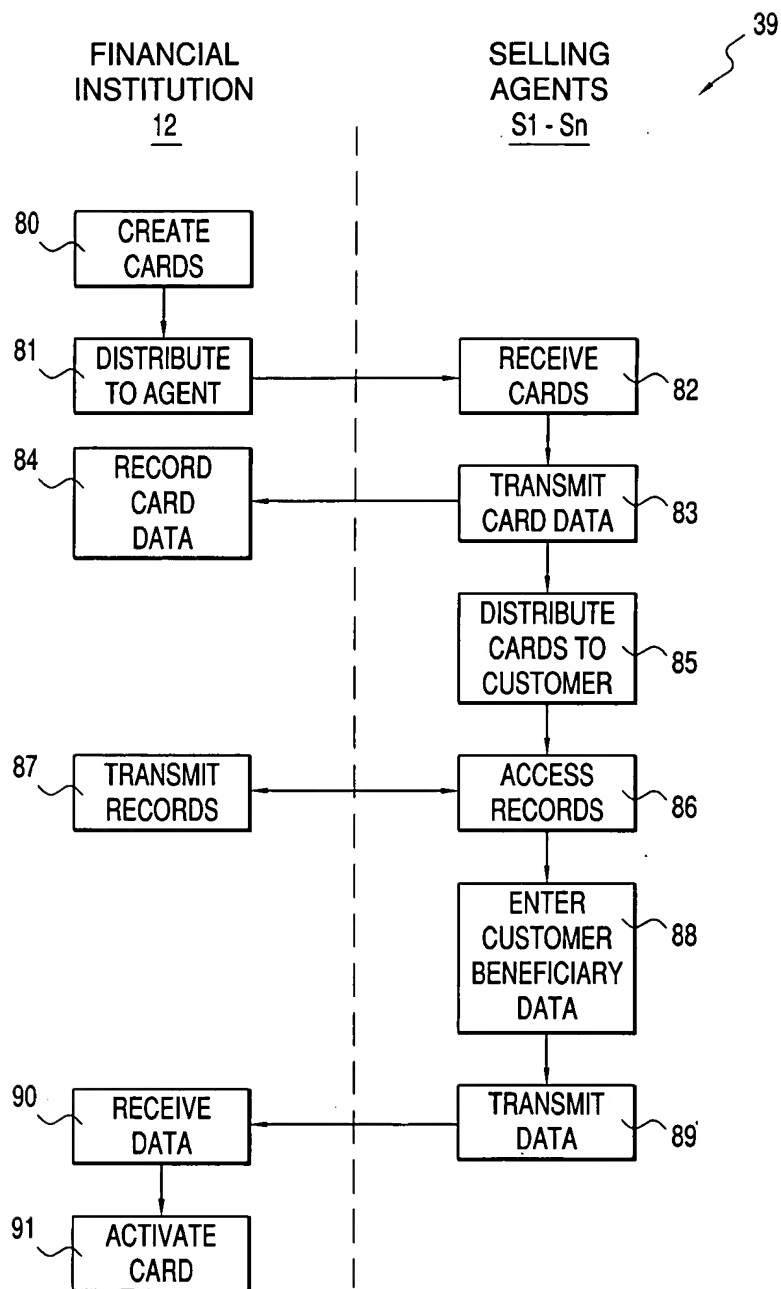 39
FINANCIAL
INSTITUTION
12
SELLING
AGENTS
S1 - Sn
80
CREATE
CARDS
81
DISTRIBUTE
TO AGENT
RECEIVE
CARDS
82
84
RECORD
CARD
DATA
TRANSMIT
CARD DATA
83
DISTRIBUTE
CARDS TO
CUSTOMER
85
87
TRANSMIT
RECORDS
ACCESS
RECORDS
86
ENTER
CUSTOMER
BENEFICIARY
DATA
88
90
RECEIVE
DATA
TRANSMIT
DATA
89
91
ACTIVATE
CARD